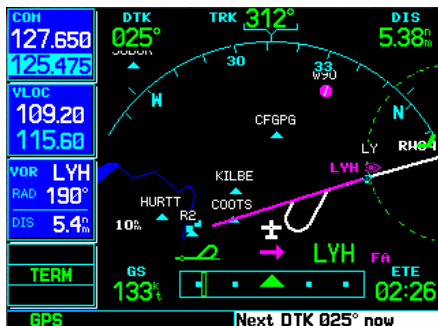 COM
127.650
125.475
VLOC
109.20
115.60
VOR LYH
RAD 190°
DIS 5.4nm
TERM
GPS
DTK
025°
TRK 312°
DIS
5.38nm
30
33
W
N
W90
CFGPG
LY
LYH
KILBE
HURTT
R2
COOTS
10nm
LYH FA
GS
133kt
ETE
02:26
Next DTK 025° now